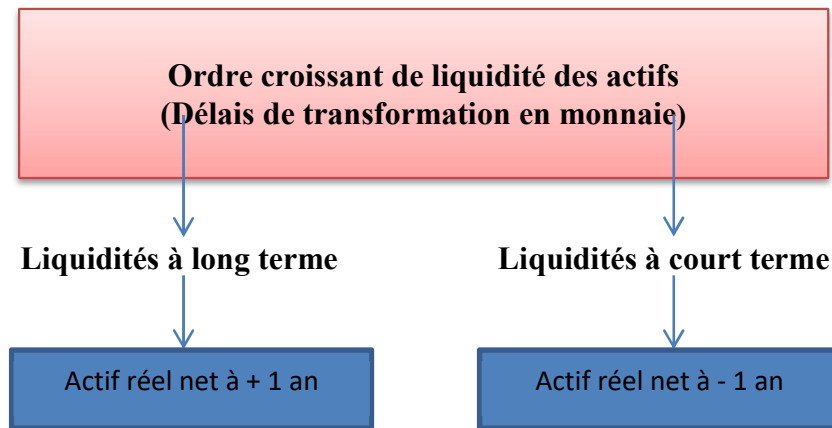 Ordre croissant de liquidité des actifs
(Délais de transformation en monnaie)
Liquidités à long terme
Liquidités à court terme
Actif réel net à + 1 an
Actif réel net à - 1 an